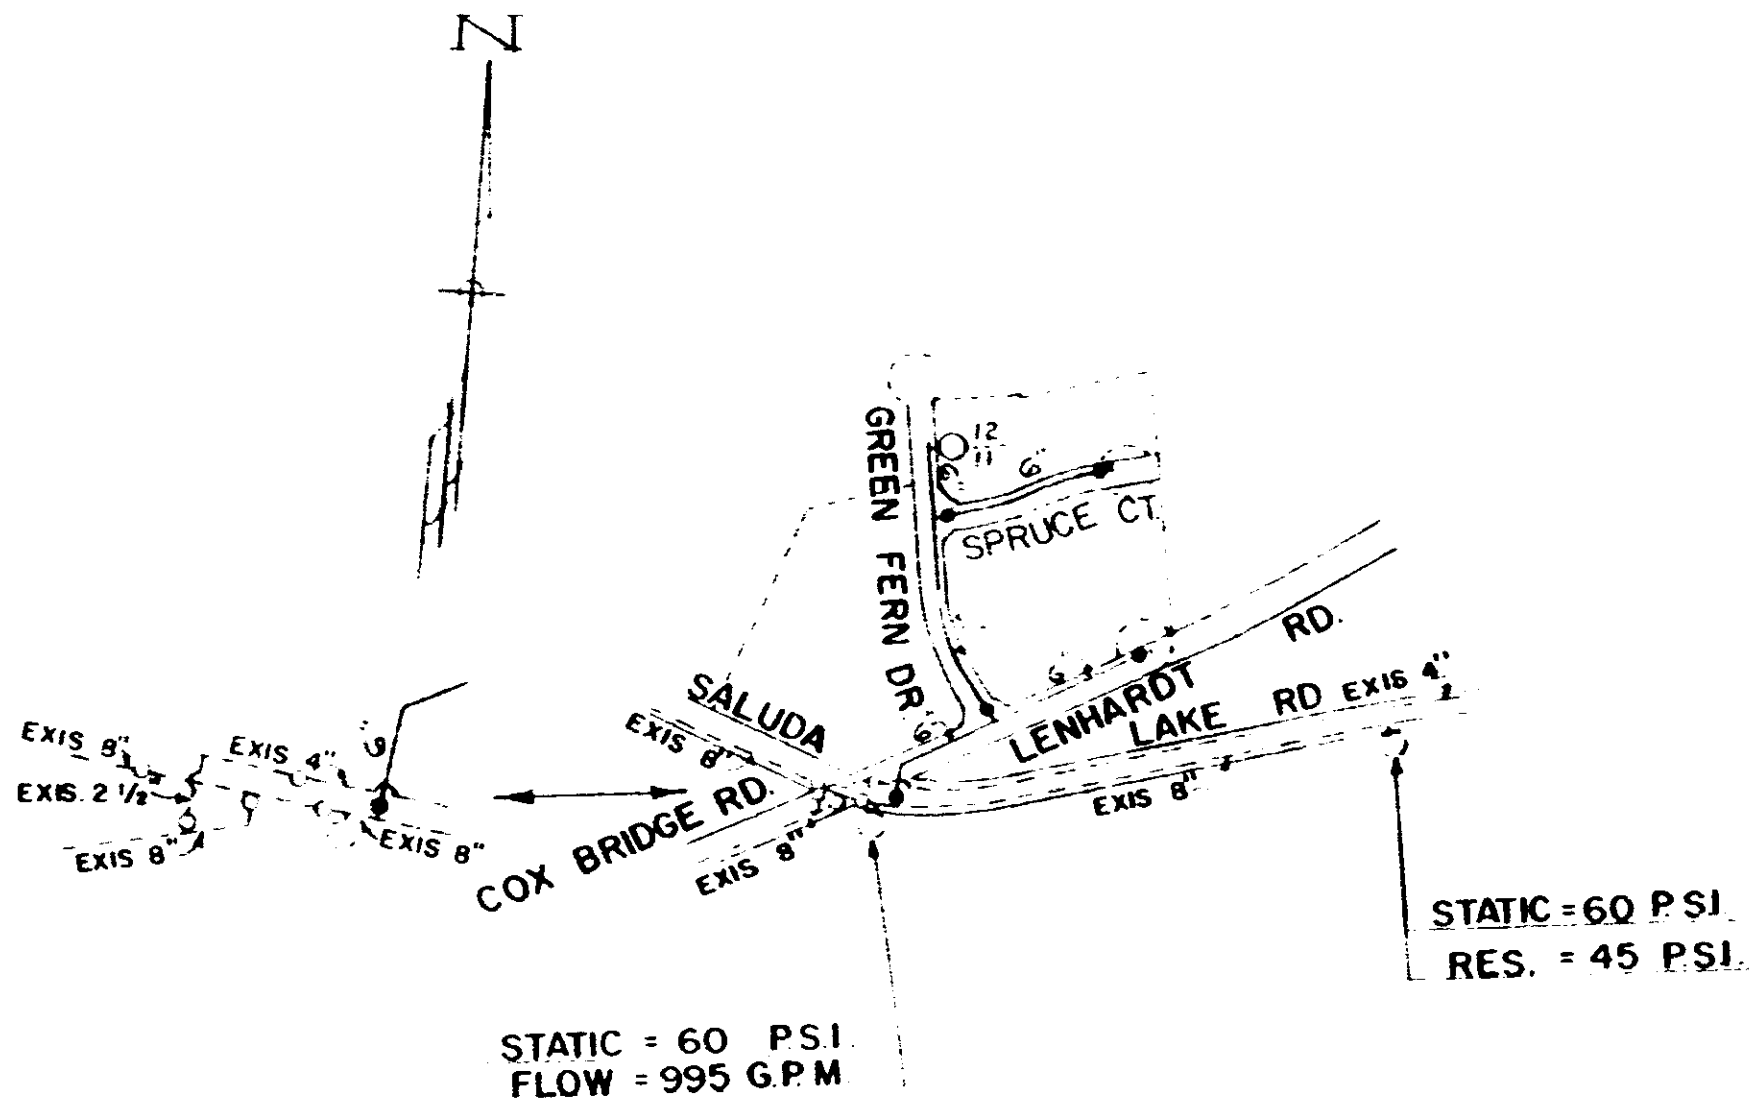 N
GREEN FERN DR
12
11
6"
6"
SPRUCE CT.
RD.
6"
LENHARDT
SALUDA
LAKE RD EXIS 4"
6"
EXIS 8"
EXIS 8"
EXIS 4"
6"
EXIS. 2 1/2
EXIS 8"
EXIS 8"
COX BRIDGE RD.
EXIS 8"
EXIS 8"
STATIC = 60 P.S.I.
RES. = 45 P.S.I.
STATIC = 60 P.S.I.
FLOW = 995 G.P.M.